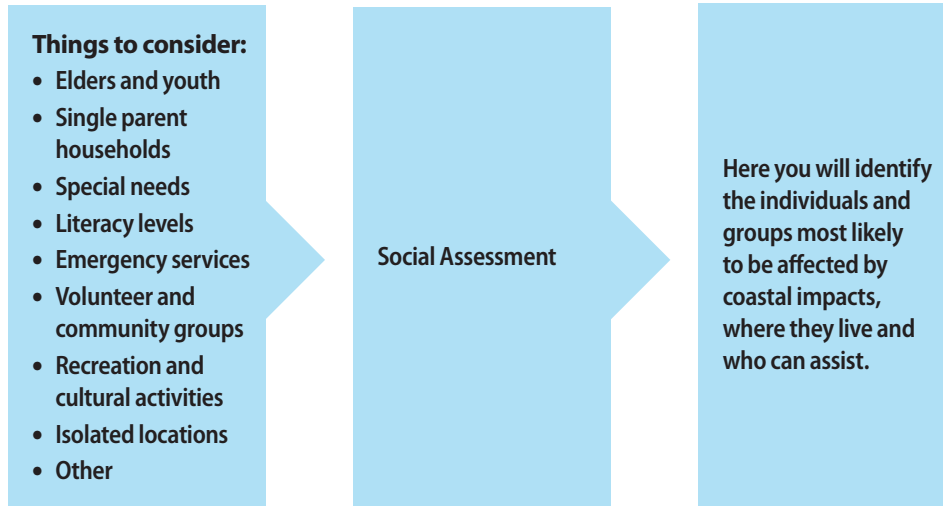 Things to consider:
• Elders and youth
• Single parent
households
• Special needs
• Literacy levels
• Emergency services
• Volunteer and
community groups
• Recreation and
cultural activities
• Isolated locations
• Other
Social Assessment
Here you will identify
the individuals and
groups most likely
to be affected by
coastal impacts,
where they live and
who can assist.